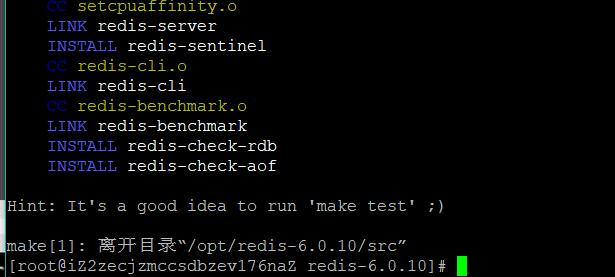 CC setcpuaffinity.o
LINK redis-server
INSTALL redis-sentinel
CC redis-cli.o
LINK redis-cli
CC redis-benchmark.o
LINK redis-benchmark
INSTALL redis-check-rdb
INSTALL redis-check-aof
Hint: It's a good idea to run 'make test' ;)
make[1]: 离开目录“/opt/redis-6.0.10/src”
[root@iZ2zecjzmccsdbzev176naZ redis-6.0.10]#